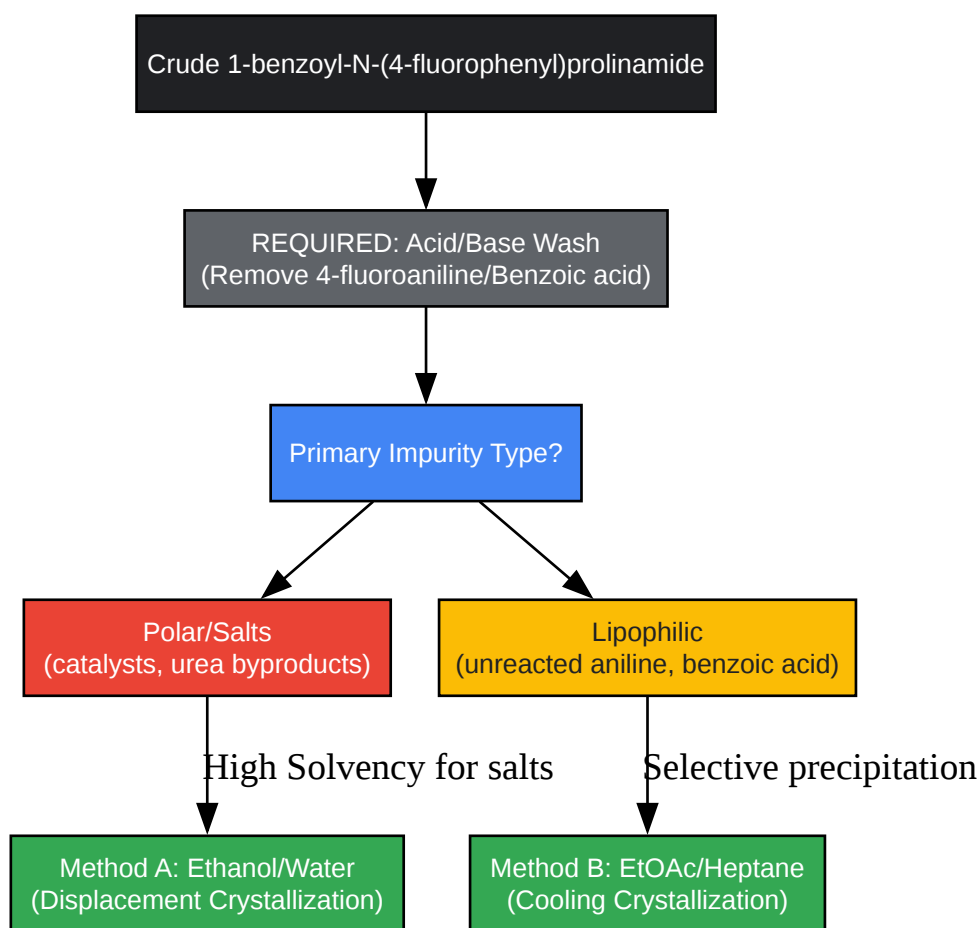 Crude 1-benzoyl-N-(4-fluorophenyl)prolinamide
REQUIRED: Acid/Base Wash
(Remove 4-fluoroaniline/Benzoic acid)
Primary Impurity Type?
Polar/Salts
(catalysts, urea byproducts)
Lipophilic
(unreacted aniline, benzoic acid)
High Solvency for salts
Selective precipitation
Method A: Ethanol/Water
(Displacement Crystallization)
Method B: EtOAc/Heptane
(Cooling Crystallization)